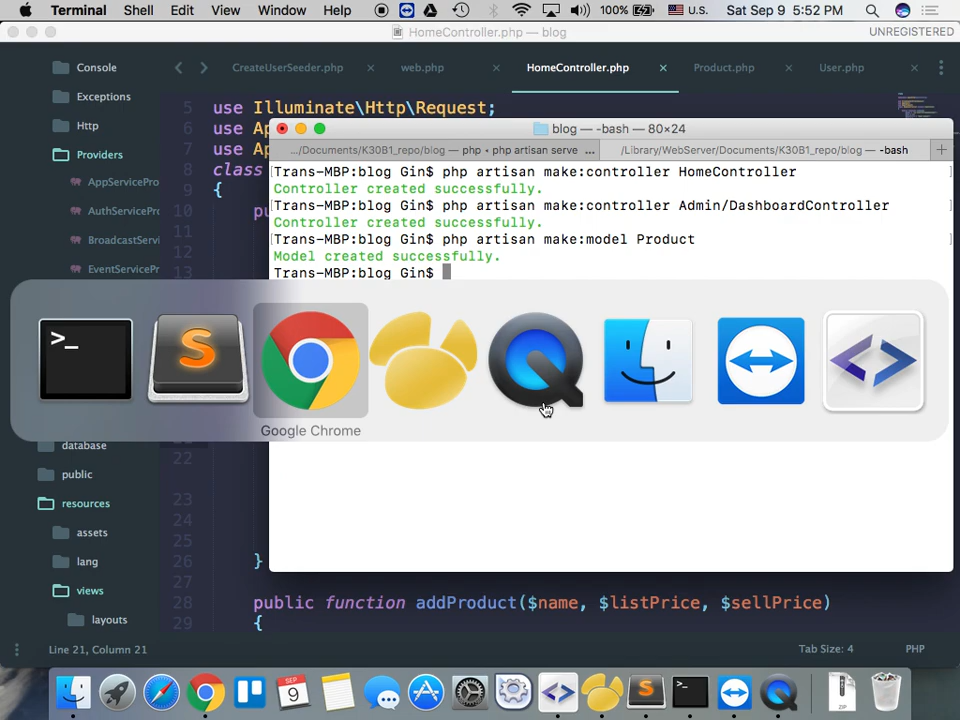 Terminal Shell Edit View Window Help 100% U.S. Sat Sep 9 5:52 PM
HomeController.php — blog UNREGISTERED
Console
Exceptions
Http
Providers
AppServicePro
AuthServicePro
BroadcastServi
EventServicePr
database
public
resources
assets
lang
views
layouts
CreateUserSeeder.php × web.php × HomeController.php × Product.php × User.php ×
5 use Illuminate\Http\Request;
6 use Ap
7 use Ap
8 class
9 {
10 pu
11
12
13
22
23
24
25
26 }
27
28 public function addProduct($name, $listPrice, $sellPrice)
29 {
blog — -bash — 80×24
.../Documents/K30B1_repo/blog — php • php artisan serve ... /Library/WebServer/Documents/K30B1_repo/blog — -bash +
[Trans-MBP:blog Gin$ php artisan make:controller HomeController ]
Controller created successfully.
[Trans-MBP:blog Gin$ php artisan make:controller Admin/DashboardController ]
Controller created successfully.
[Trans-MBP:blog Gin$ php artisan make:model Product ]
Model created successfully.
Trans-MBP:blog Gin$
>_
Google Chrome
Line 21, Column 21 Tab Size: 4 PHP
SEP
9
ZIP